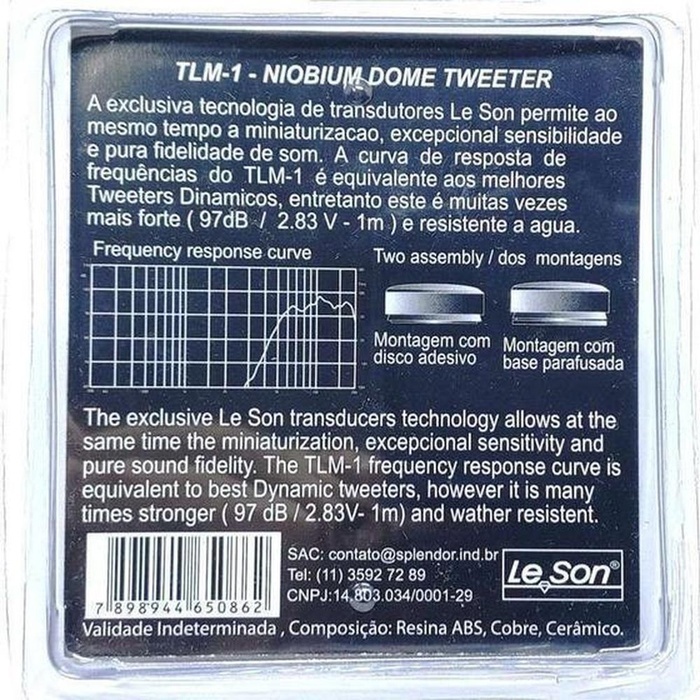 TLM-1 - NIOBIUM DOME TWEETER
A exclusiva tecnologia de transdutores Le Son permite ao
mesmo tempo a miniaturizacao, excepcional sensibilidade
e pura fidelidade de som. A curva de resposta de
frequências do TLM-1 é equivalente aos melhores
Tweeters Dinamicos, entretanto este é muitas vezes
mais forte ( 97dB / 2.83 V - 1m ) e resistente a agua.
Frequency response curve
Two assembly / dos montagens
Montagem com
disco adesivo
Montagem com
base parafusada
The exclusive Le Son transducers technology allows at the
same time the miniaturization, excepcional sensitivity and
pure sound fidelity. The TLM-1 frequency response curve is
equivalent to best Dynamic tweeters, however it is many
times stronger ( 97 dB / 2.83V- 1m) and wather resistent.
SAC: contato@splendor.ind.br
Tel: (11) 3592 72 89
CNPJ:14.803.034/0001-29
Le Son®
7 898944 650862
Validade Indeterminada , Composição: Resina ABS, Cobre, Cerâmico.